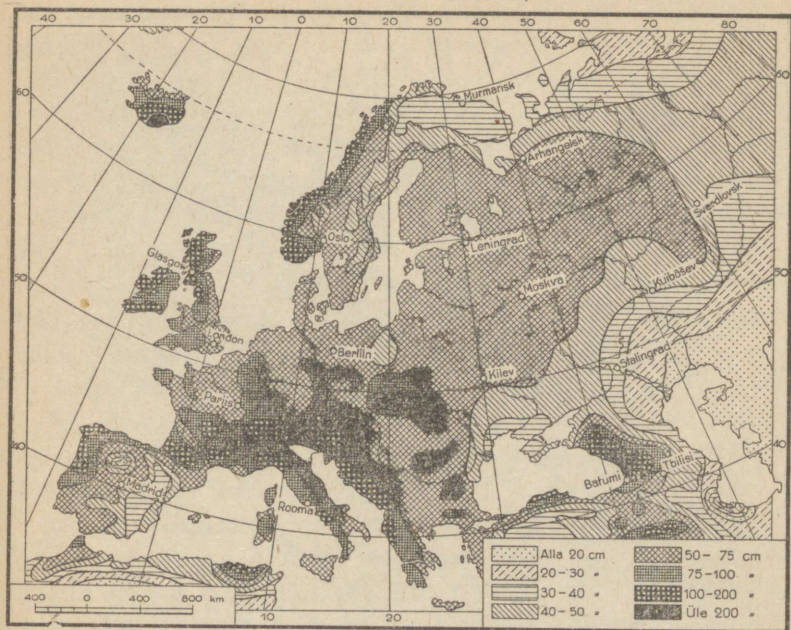 40 30 20 10 0 10 20 30 40 50 60 70 80
60
60
Murmansk
Arhangelsk
Sverdlovsk
Oslo
Leningrad
Glasgow
50
50
Kuibõšev
Moskva
London
Berliin
Stalingrad
Kiiev
Pariis
40
40
Tbilisi
Batumi
Madrid
Rooma
Alla 20 cm
20-30 "
30-40 "
40-50 "
50-75 cm
75-100 "
100-200 "
Üle 200 "
400 0 400 800 km
10
20